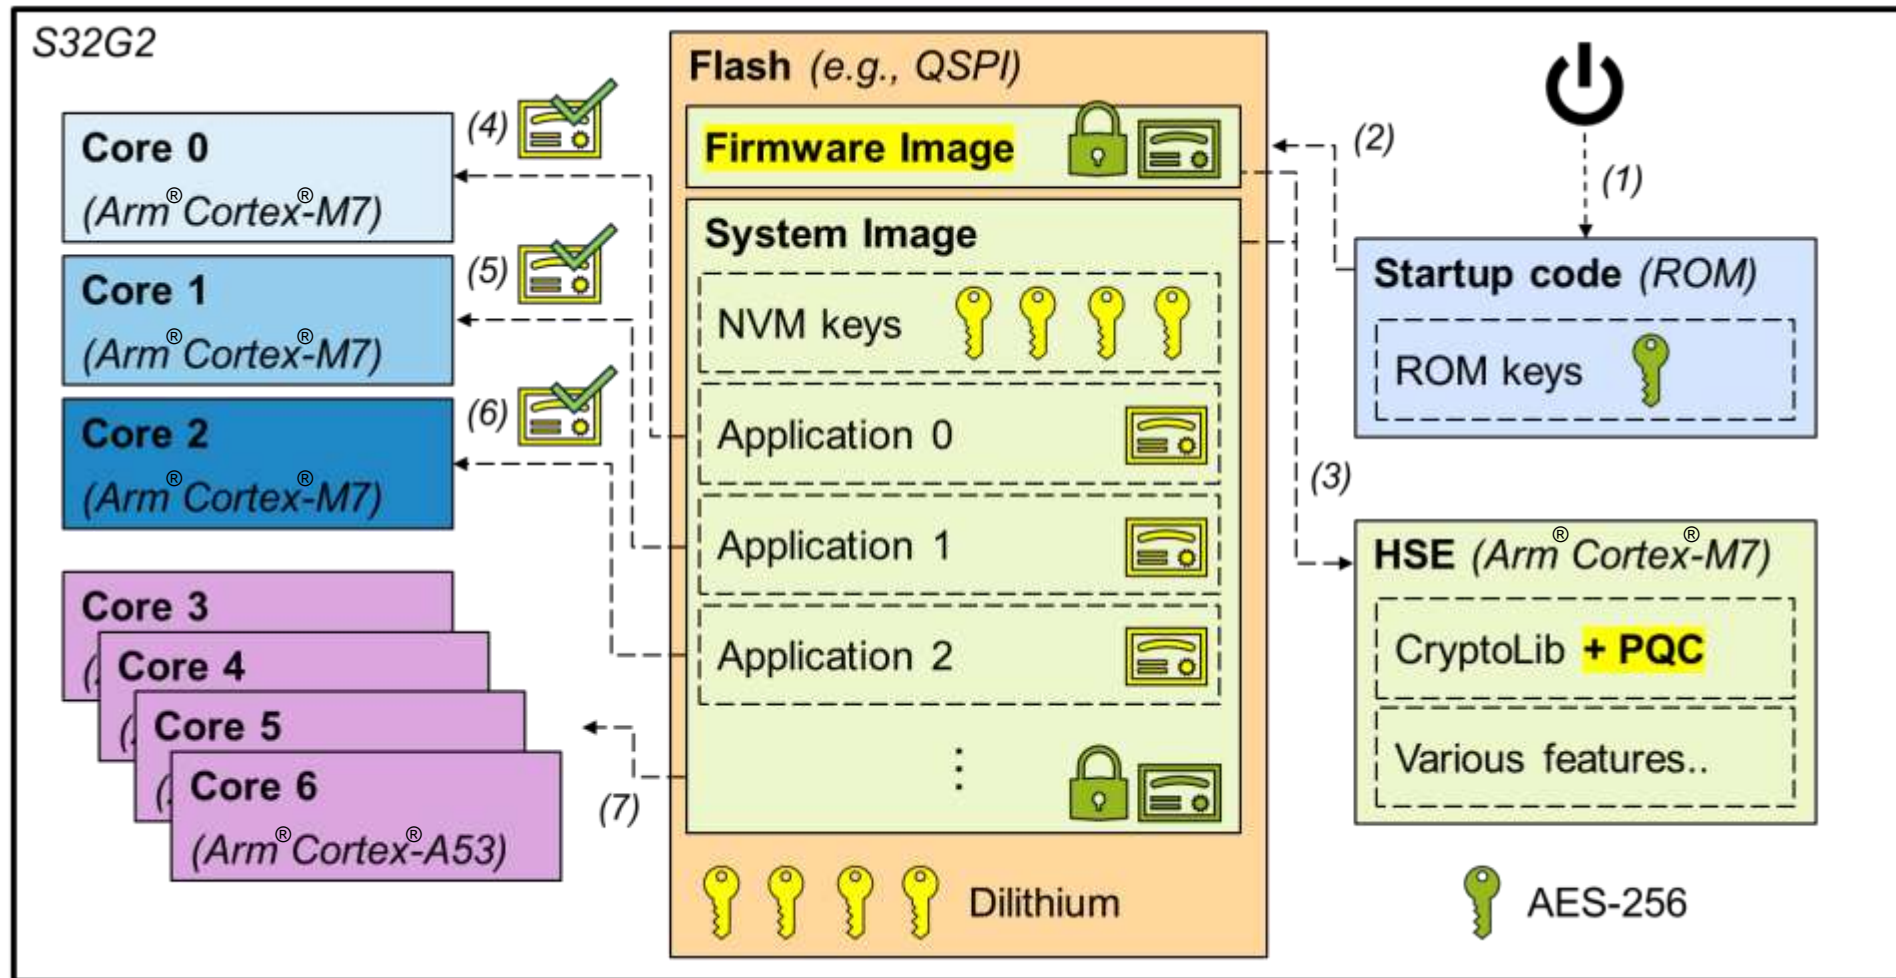 S32G2
Core 0
(Arm® Cortex®-M7)
(4)
Core 1
(Arm® Cortex®-M7)
(5)
Core 2
(Arm® Cortex®-M7)
(6)
Core 3
(
Core 4
(
Core 5
(
Core 6
(Arm® Cortex®-A53)
(7)
Flash (e.g., QSPI)
Firmware Image
System Image
NVM keys
Application 0
Application 1
Application 2
⋮
Dilithium
(1)
(2)
Startup code (ROM)
ROM keys
(3)
HSE (Arm® Cortex®-M7)
CryptoLib + PQC
Various features..
AES-256